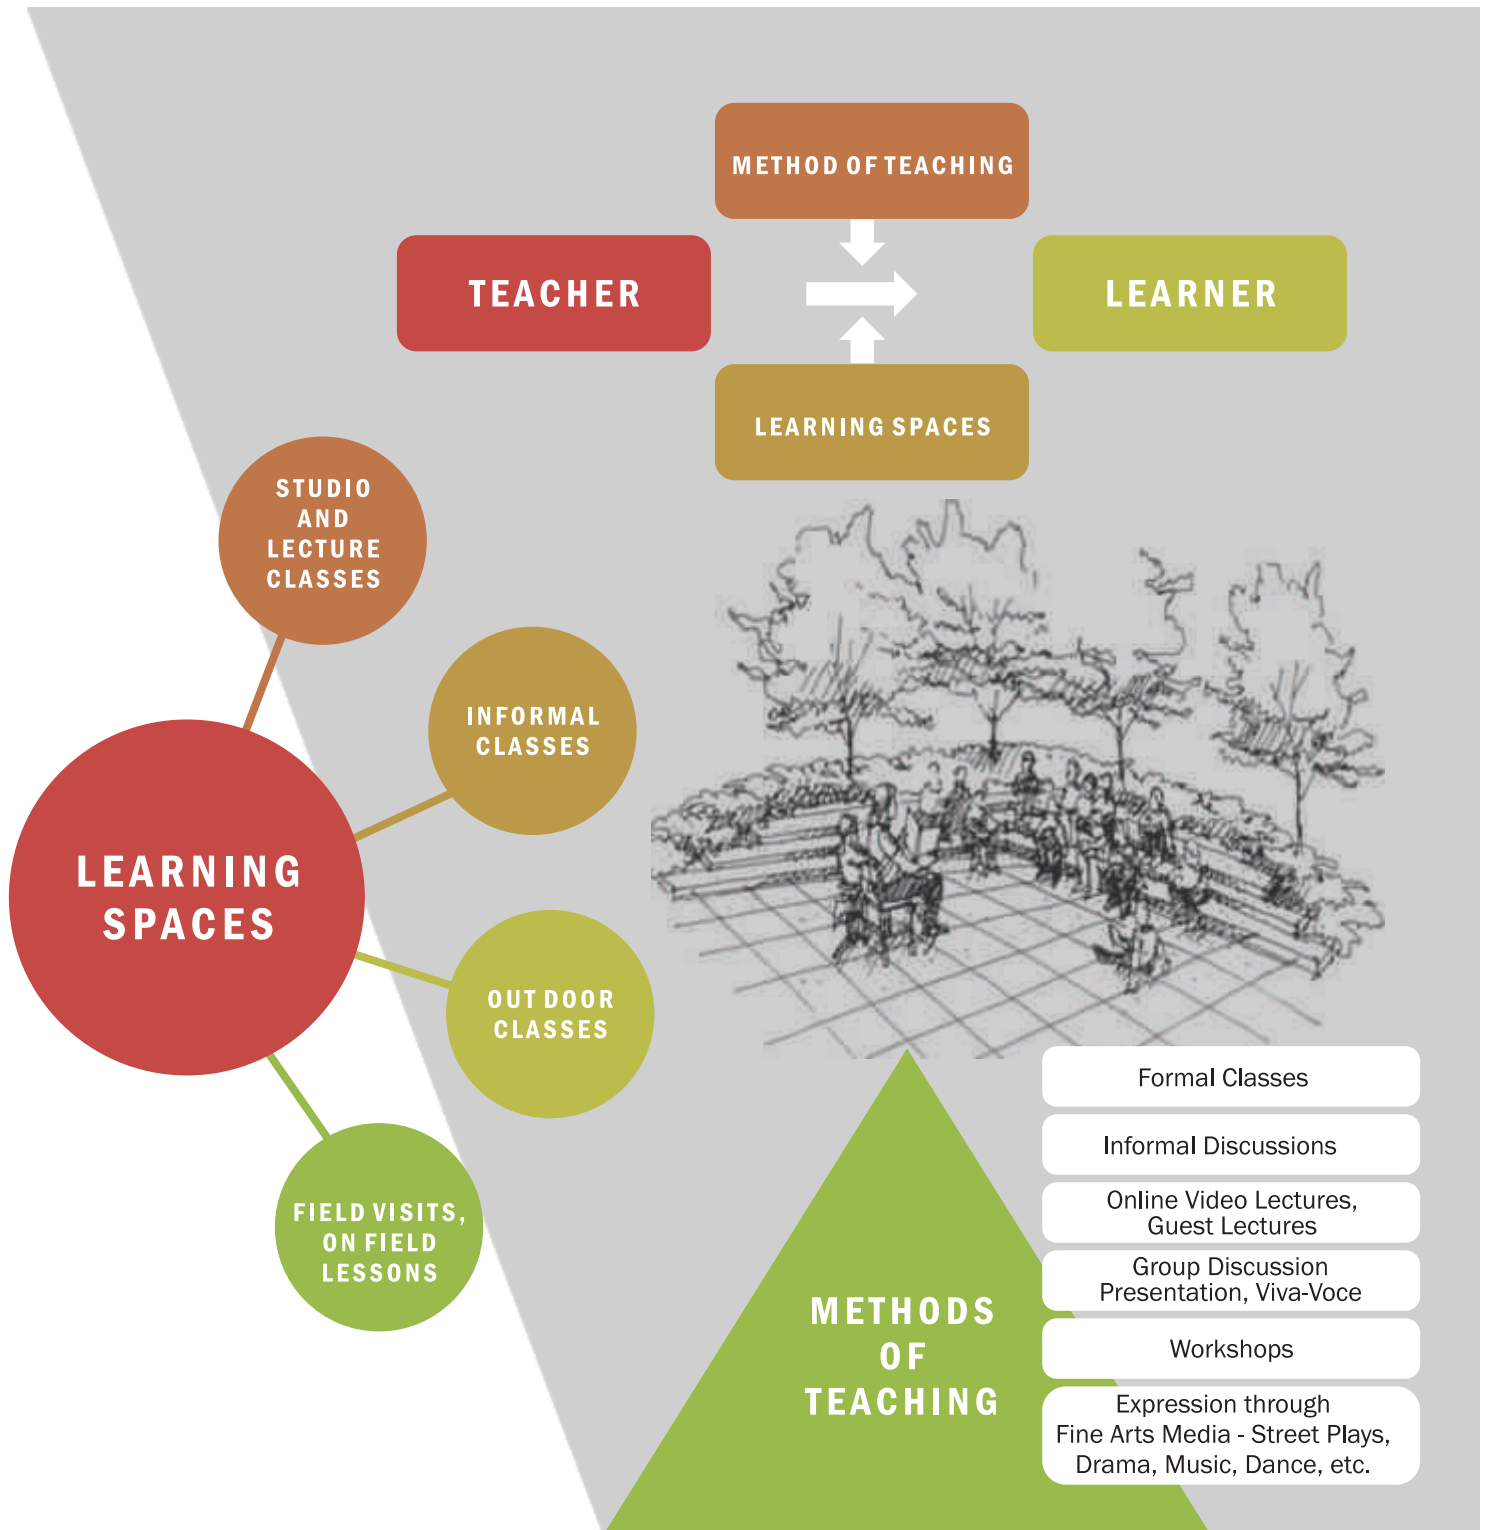 METHOD OF TEACHING
TEACHER
LEARNER
LEARNING SPACES
STUDIO
AND
LECTURE
CLASSES
INFORMAL
CLASSES
LEARNING
SPACES
OUT DOOR
CLASSES
FIELD VISITS,
ON FIELD
LESSONS
METHODS
OF
TEACHING
Formal Classes
Informal Discussions
Online Video Lectures,
Guest Lectures
Group Discussion
Presentation, Viva-Voce
Workshops
Expression through
Fine Arts Media - Street Plays,
Drama, Music, Dance, etc.